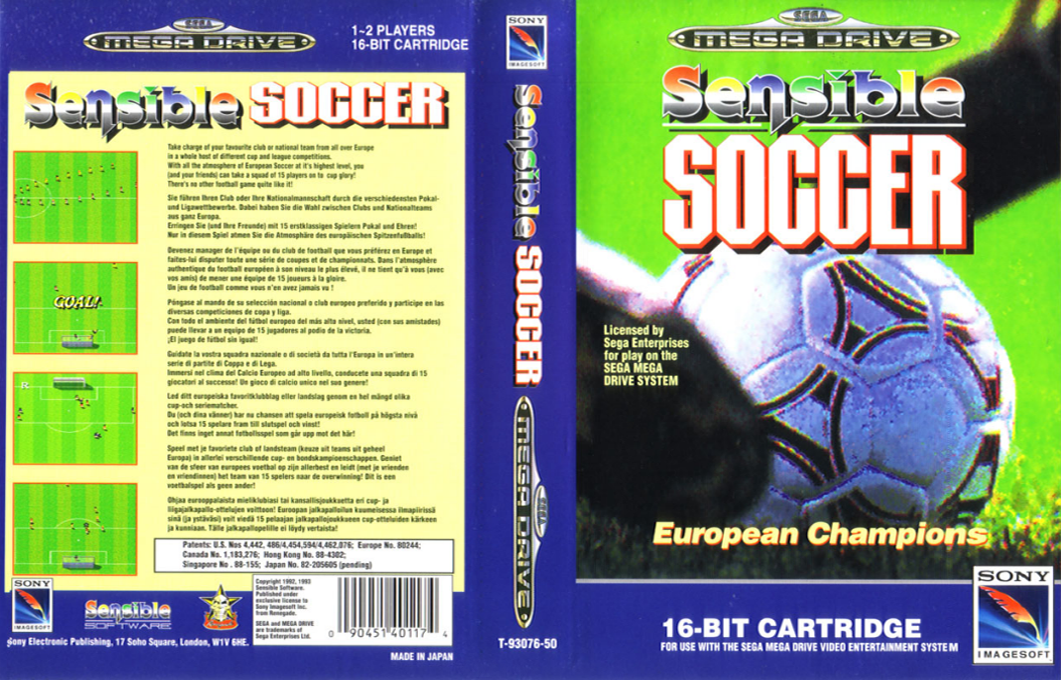 SEGA
MEGA DRIVE
1~2 PLAYERS
16-BIT CARTRIDGE
Sensible SOCCER
Take charge of your favourite club or national team from all over Europe
in a whole host of different cup and league competitions.
With all the atmosphere of European Soccer at it's highest level, you
(and your friends) can take a squad of 15 players on to cup glory!
There's no other football game quite like it!
Sie führen Ihren Club oder Ihre Nationalmannschaft durch die verschiedensten Pokal-
und Ligawettbewerbe. Dabei haben Sie die Wahl zwischen Clubs und Nationalteams
aus ganz Europa.
Erringen Sie (und Ihre Freunde) mit 15 erstklassigen Spielern Pokal und Ehren!
Nur in diesem Spiel atmen Sie die Atmosphäre des europäischen Spitzenfußballs!
Devenez manager de l'équipe ou du club de football que vous préférez en Europe et
faites-lui disputer toute une série de coupes et de championnats. Dans l'atmosphère
authentique du football européen à son niveau le plus élevé, il ne tient qu'à vous (avec
vos amis) de mener une équipe de 15 joueurs à la gloire.
Un jeu de football comme vous n'en avez jamais vu !
Póngase al mando de su selección nacional o club europeo preferido y participe en las
diversas competiciones de copa y liga.
Con todo el ambiente del fútbol europeo del más alto nivel, usted (con sus amistades)
puede llevar a un equipo de 15 jugadores al podio de la victoria.
¡El juego de fútbol sin igual!
Guidate la vostra squadra nazionale o di società da tutta l'Europa in un'intera
serie di partite di Coppa e di Lega.
Immersi nel clima del Calcio Europeo ad alto livello, conducete una squadra di 15
giocatori al successo! Un gioco di calcio unico nel suo genere!
Led ditt europeiska favoritklubblag eller landslag genom en hel mängd olika
cup-och seriematcher.
Du (och dina vänner) har nu chansen att spela europeisk fotboll på högsta nivå
och lotsa 15 spelare fram till slutspel och vinst!
Det finns inget annat fotbollsspel som går upp mot det här!
Speel met je favoriete club of landsteam (keuze uit teams uit geheel
Europa) in allerlei verschillende cup- en bondskampioenschappen. Geniet
van de sfeer van europees voetbal op zijn allerbest en leidt (met je vrienden
en vriendinnen) het team van 15 spelers naar de overwinning! Dit is een
voetbalspel als geen ander!
Ohjaa eurooppalaista mieliklubiasi tai kansallisjoukkuetta eri cup- ja
liigajalkapallo-ottelujen voittoon! Euroopan jalkapalloilun kuumeisessa ilmapiirissä
sinä (ja ystäväsi) voit viedä 15 pelaajan jalkapallojoukkueen cup-otteluiden kärkeen
ja kunniaan. Tälle jalkapallopelille ei löydy vertaista!
GOAL!
R
Patents: U.S. Nos 4,442, 486/4,454,594/4,462,076; Europe No. 80244;
Canada No. 1,183,276; Hong Kong No. 88-4302;
Singapore No . 88-155; Japan No. 82-205605 (pending)
SONY
IMAGESOFT
Sensible
SOFTWARE
Copyright 1992, 1993
Sensible Software.
Published under
exclusive license to
Sony Imagesoft Inc.
from Renegade.
SEGA and MEGA DRIVE
are trademarks of
Sega Enterprises Ltd.
0 90451 40117 4
Sony Electronic Publishing, 17 Soho Square, London, W1V 6HE.
MADE IN JAPAN
SONY
IMAGESOFT
Sensible SOCCER
SEGA
MEGA DRIVE
T-93076-50
SEGA
MEGA DRIVE
Sensible
SOCCER
Licensed by
Sega Enterprises
for play on the
SEGA MEGA
DRIVE SYSTEM
European Champions
16-BIT CARTRIDGE
FOR USE WITH THE SEGA MEGA DRIVE VIDEO ENTERTAINMENT SYSTEM
SONY
IMAGESOFT